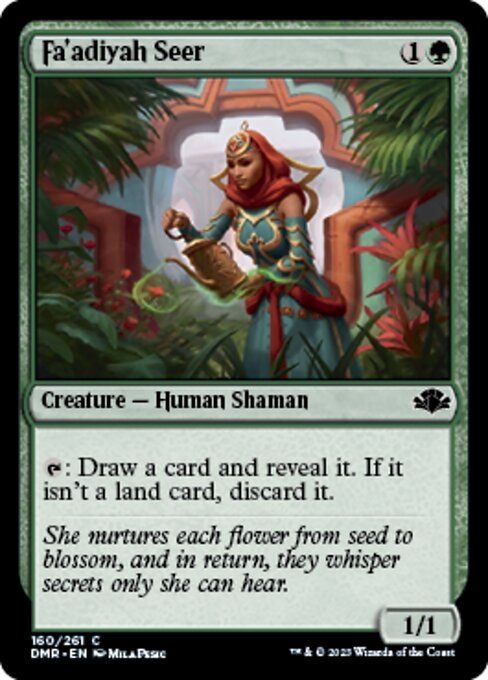 Fa'adiyah Seer 1
Creature — Human Shaman
: Draw a card and reveal it. If it
isn't a land card, discard it.
She nurtures each flower from seed to
blossom, and in return, they whisper
secrets only she can hear.
1/1
160/261 C
DMR • EN Mila Pesic
™ & © 2023 Wizards of the Coast